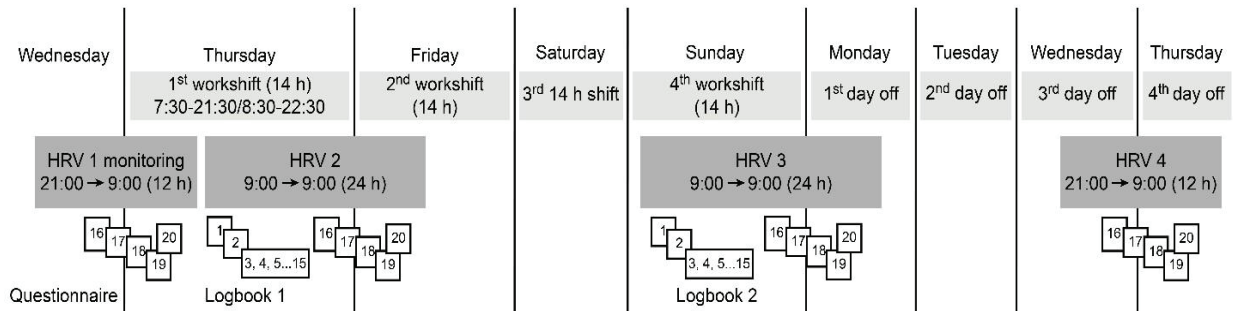 Wednesday Thursday Friday Saturday Sunday Monday Tuesday Wednesday Thursday
1st workshift (14 h) 2nd workshift 3rd 14 h shift 4th workshift 1st day off 2nd day off 3rd day off 4th day off
7:30-21:30/8:30-22:30 (14 h) (14 h)
HRV 1 monitoring HRV 2 HRV 3 HRV 4
21:00 → 9:00 (12 h) 9:00 → 9:00 (24 h) 9:00 → 9:00 (24 h) 21:00 → 9:00 (12 h)
16 17 18 19 20 1 2 3, 4, 5...15 16 17 18 19 20 1 2 3, 4, 5...15 16 17 18 19 20 16 17 18 19 20
Questionnaire Logbook 1 Logbook 2